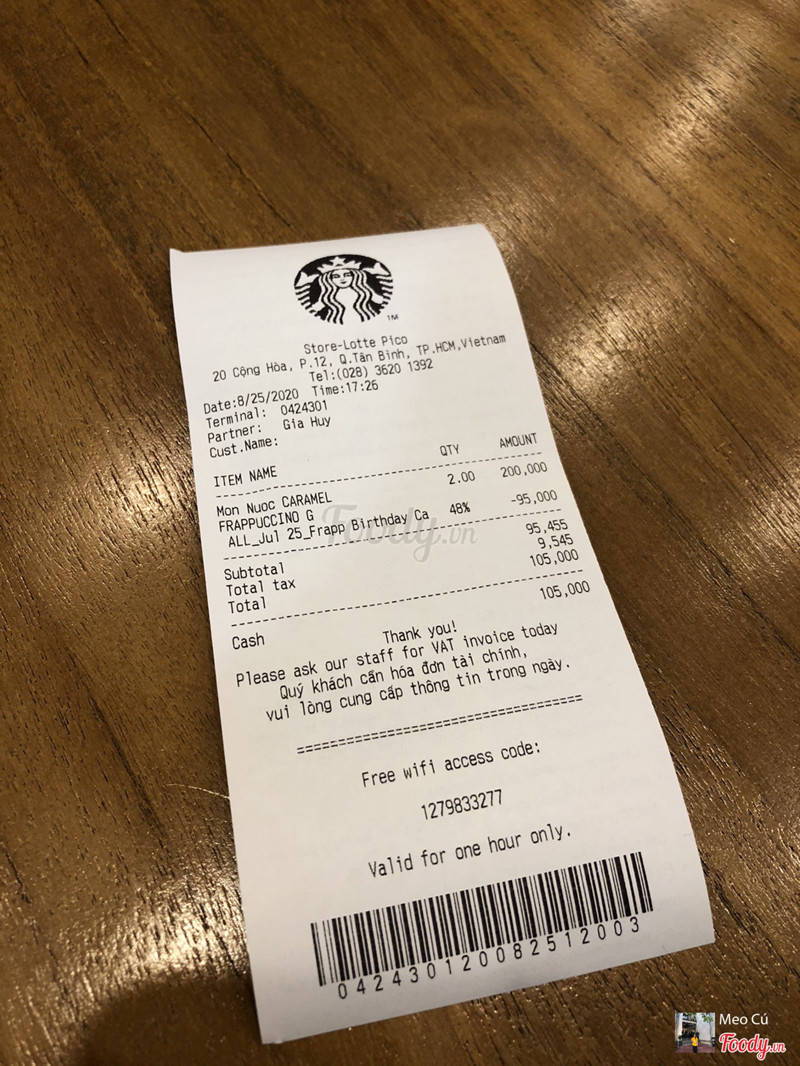 TM
Store-Lotte Pico
20 Cộng Hòa, P.12, Q.Tân Bình, TP.HCM,Vietnam
Tel:(028) 3620 1392
Date:8/25/2020 Time:17:26
Terminal: 0424301
Partner: Gia Huy
Cust.Name:
ITEM NAME QTY AMOUNT
Mon Nuoc CARAMEL 2.00 200,000
FRAPPUCCINO G
ALL_Jul 25_Frapp Birthday Ca 48% -95,000
Subtotal 95,455
Total tax 9,545
Total 105,000
Cash 105,000
Thank you!
Please ask our staff for VAT invoice today
Quý khách cần hóa đơn tài chính,
vui lòng cung cấp thông tin trong ngày.
Free wifi access code:
1279833277
Valid for one hour only.
042430120082512003
Foody.vn
Meo Cú
Foody.vn